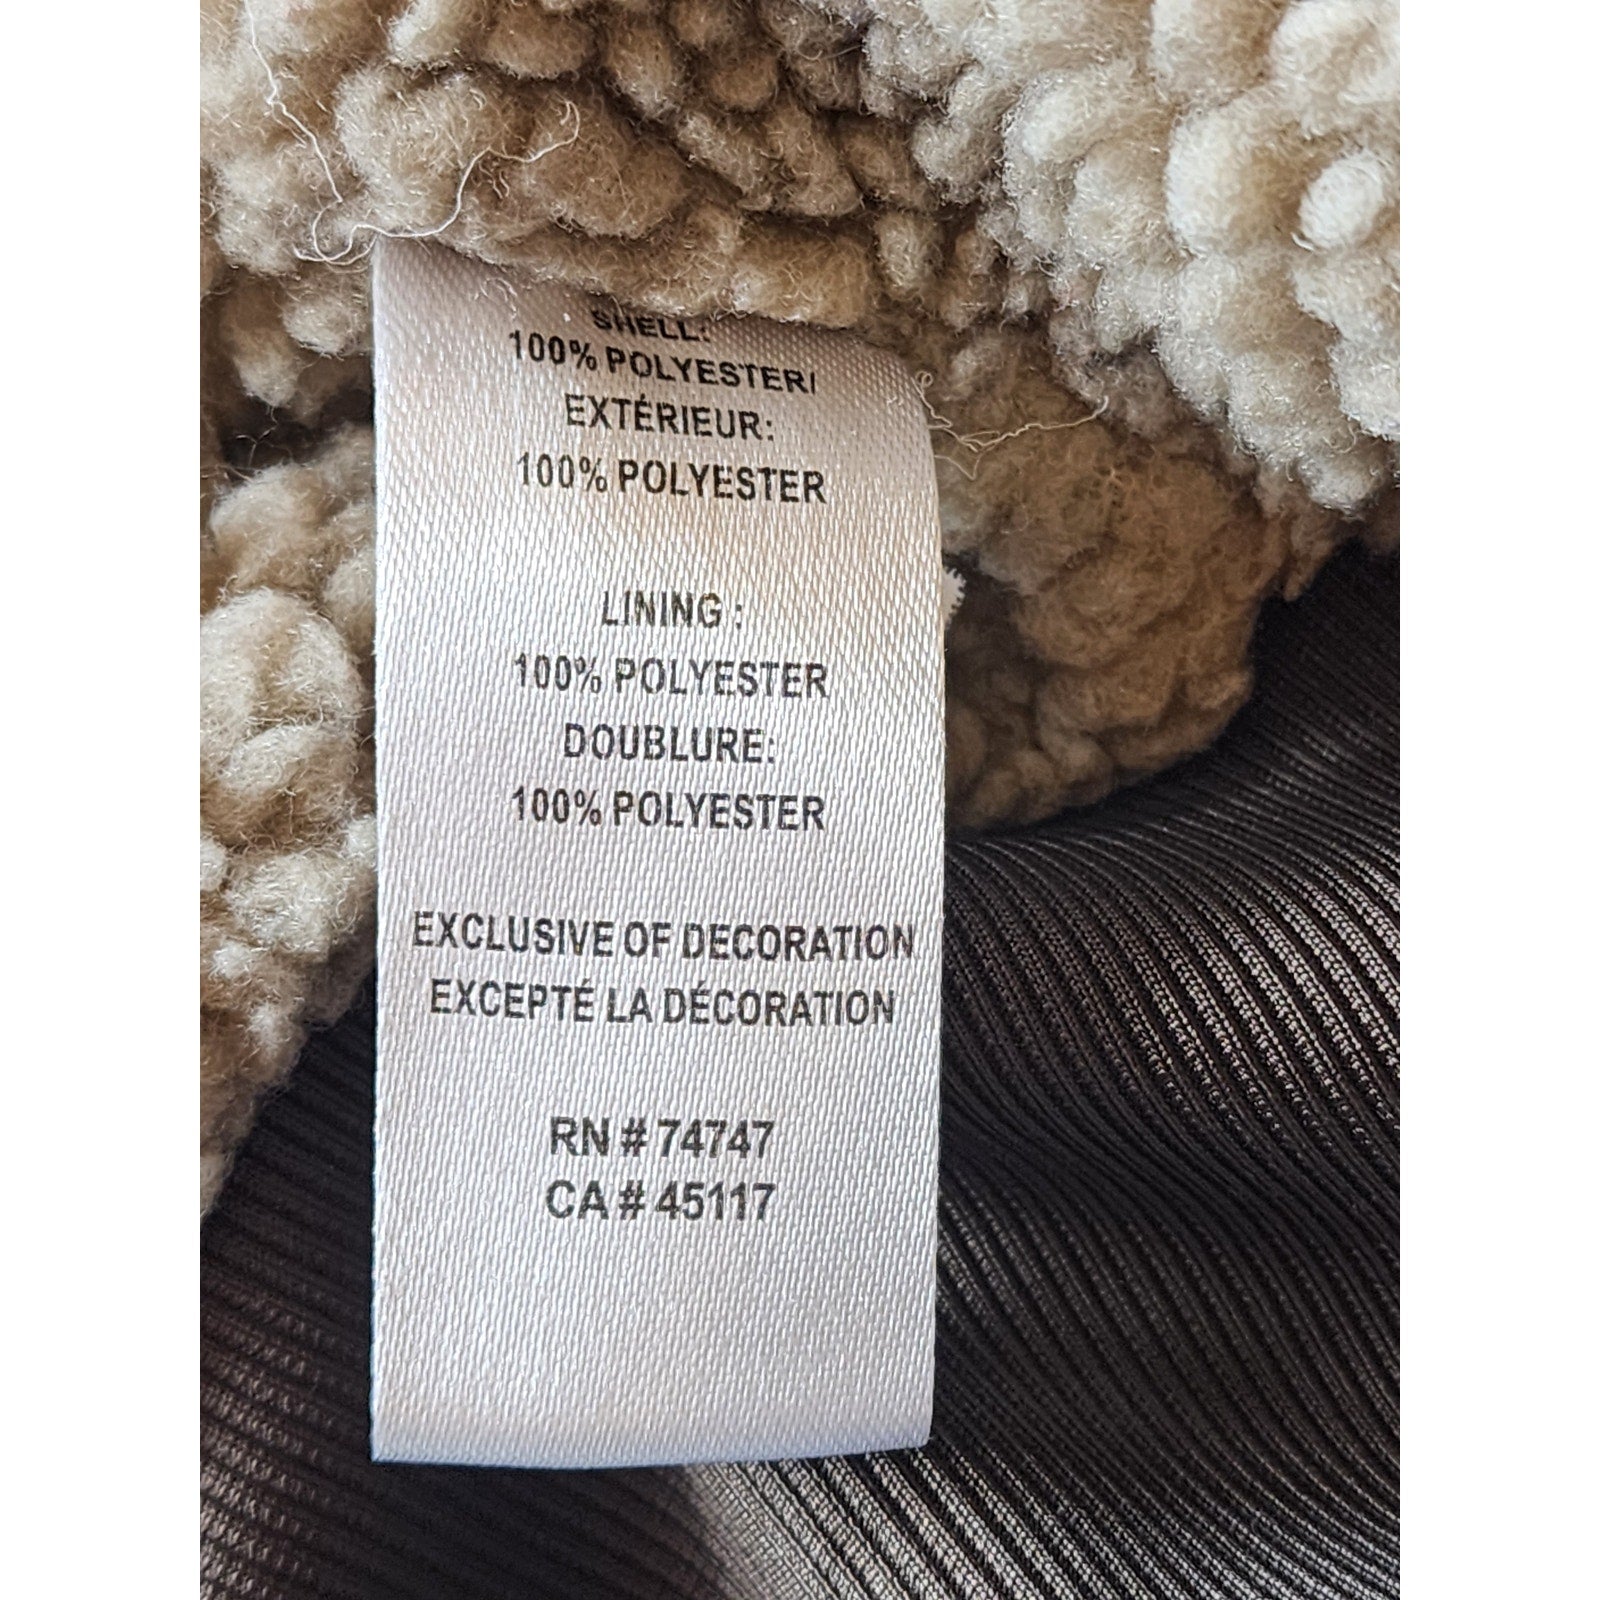 SHELL:
100% POLYESTER/
EXTÉRIEUR:
100% POLYESTER
LINING :
100% POLYESTER
DOUBLURE:
100% POLYESTER
EXCLUSIVE OF DECORATION
EXCEPTÉ LA DÉCORATION
RN # 74747
CA # 45117